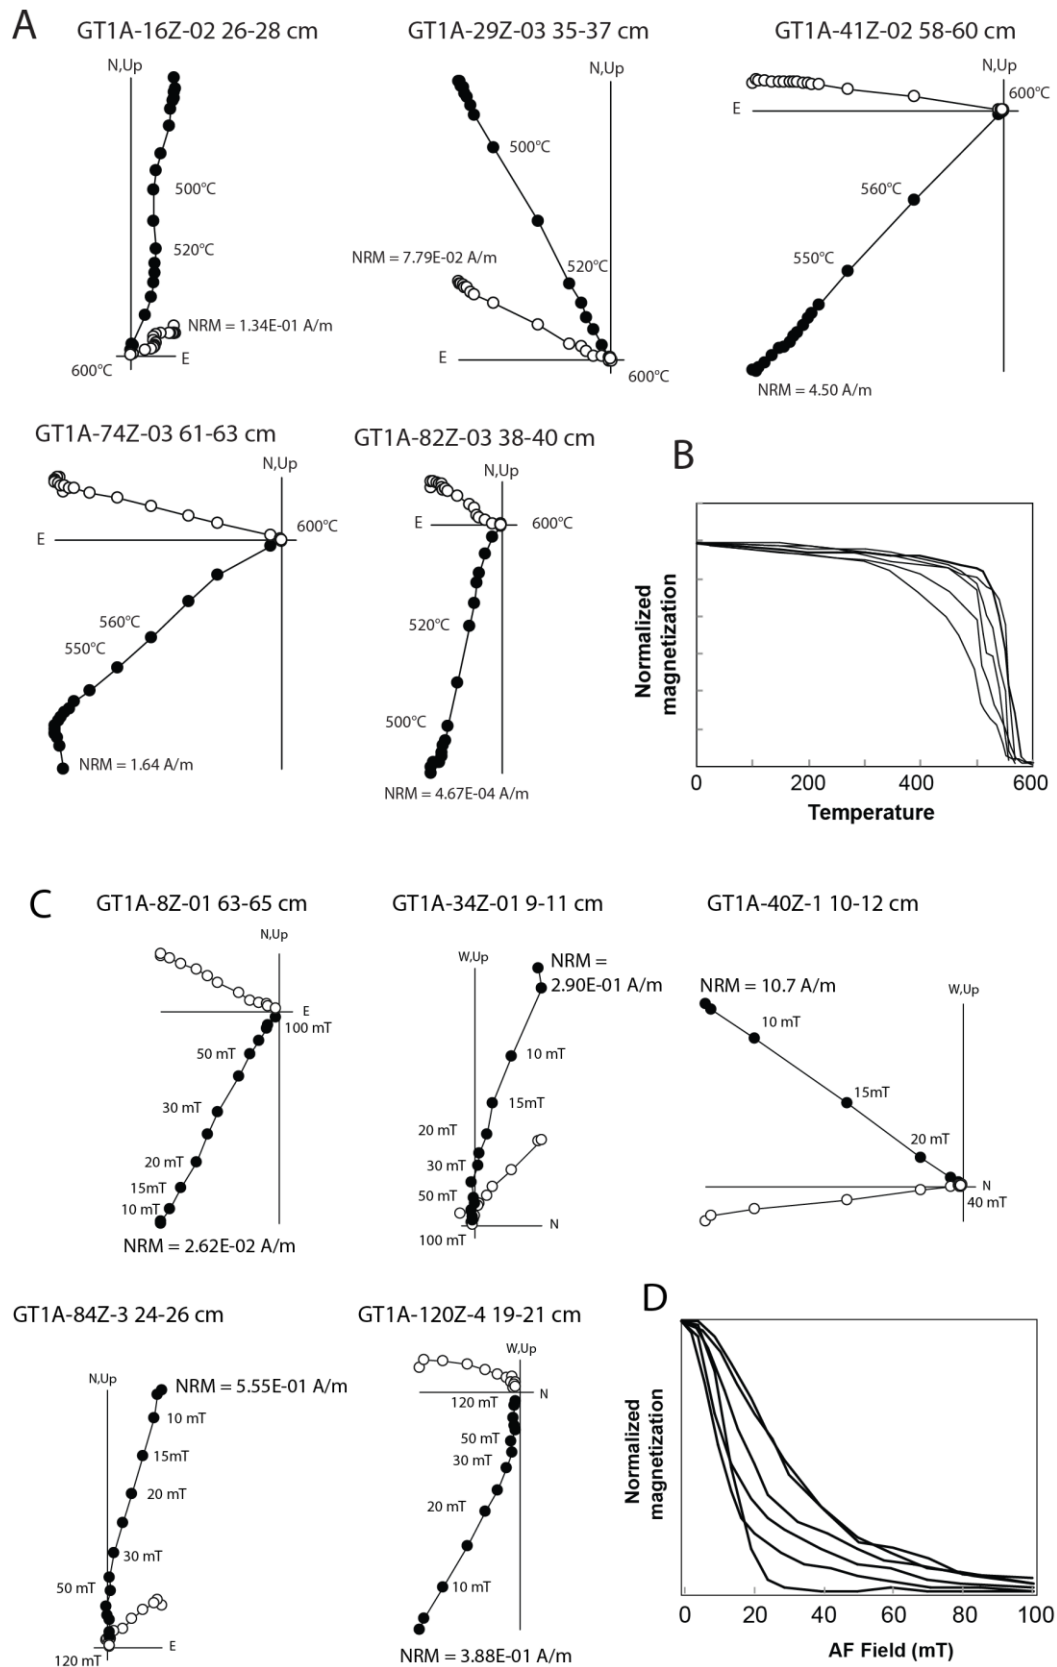 A
GT1A-16Z-02 26-28 cm
N,Up
500°C
520°C
NRM = 1.34E-01 A/m
E
600°C
GT1A-29Z-03 35-37 cm
N,Up
500°C
NRM = 7.79E-02 A/m
520°C
E
600°C
GT1A-41Z-02 58-60 cm
N,Up
600°C
E
560°C
550°C
NRM = 4.50 A/m
GT1A-74Z-03 61-63 cm
N,Up
600°C
E
560°C
550°C
NRM = 1.64 A/m
GT1A-82Z-03 38-40 cm
N,Up
E
600°C
520°C
500°C
NRM = 4.67E-04 A/m
B
Normalized
magnetization
0
200
400
600
Temperature
C
GT1A-8Z-01 63-65 cm
N,Up
E
100 mT
50 mT
30 mT
20 mT
15mT
10 mT
NRM = 2.62E-02 A/m
GT1A-34Z-01 9-11 cm
W,Up
NRM =
2.90E-01 A/m
10 mT
15mT
20 mT
30 mT
50 mT
N
100 mT
GT1A-40Z-1 10-12 cm
NRM = 10.7 A/m
W,Up
10 mT
15mT
20 mT
N
40 mT
GT1A-84Z-3 24-26 cm
N,Up
NRM = 5.55E-01 A/m
10 mT
15mT
20 mT
30 mT
50 mT
E
120 mT
GT1A-120Z-4 19-21 cm
W,Up
N
120 mT
50 mT
30 mT
20 mT
10 mT
NRM = 3.88E-01 A/m
D
Normalized
magnetization
0
20
40
60
80
100
AF Field (mT)